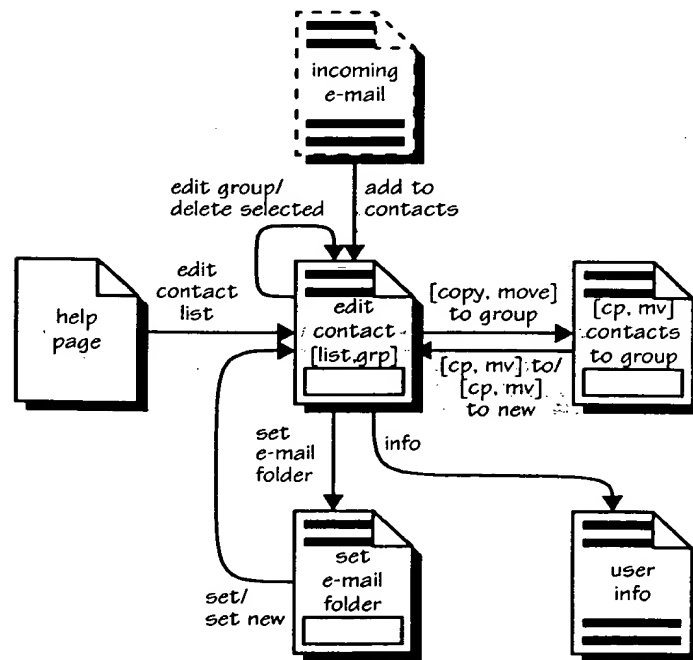 incoming
e-mail
edit group/
delete selected
add to
contacts
edit
contact
list
help
page
edit
contact
[list,grp]
[copy, move]
to group
[cp, mv]
contacts
to group
[cp, mv] to/
[cp, mv]
to new
set
e-mail
folder
info
set
e-mail
folder
set/
set new
user
info